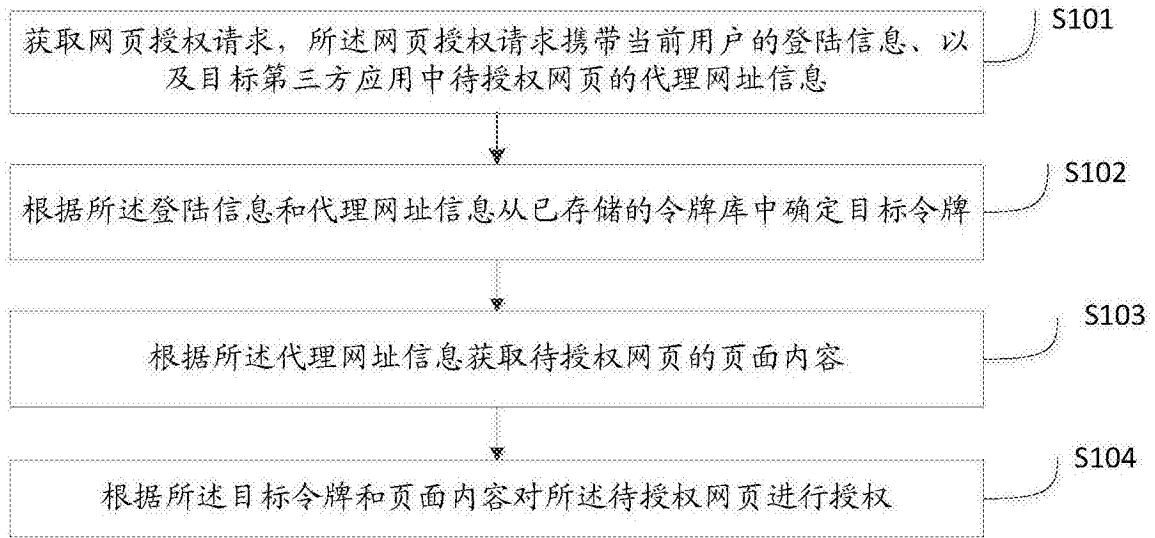 S101
获取网页授权请求，所述网页授权请求携带当前用户的登陆信息、以
及目标第三方应用中待授权网页的代理网址信息
S102
根据所述登陆信息和代理网址信息从已存储的令牌库中确定目标令牌
S103
根据所述代理网址信息获取待授权网页的页面内容
S104
根据所述目标令牌和页面内容对所述待授权网页进行授权